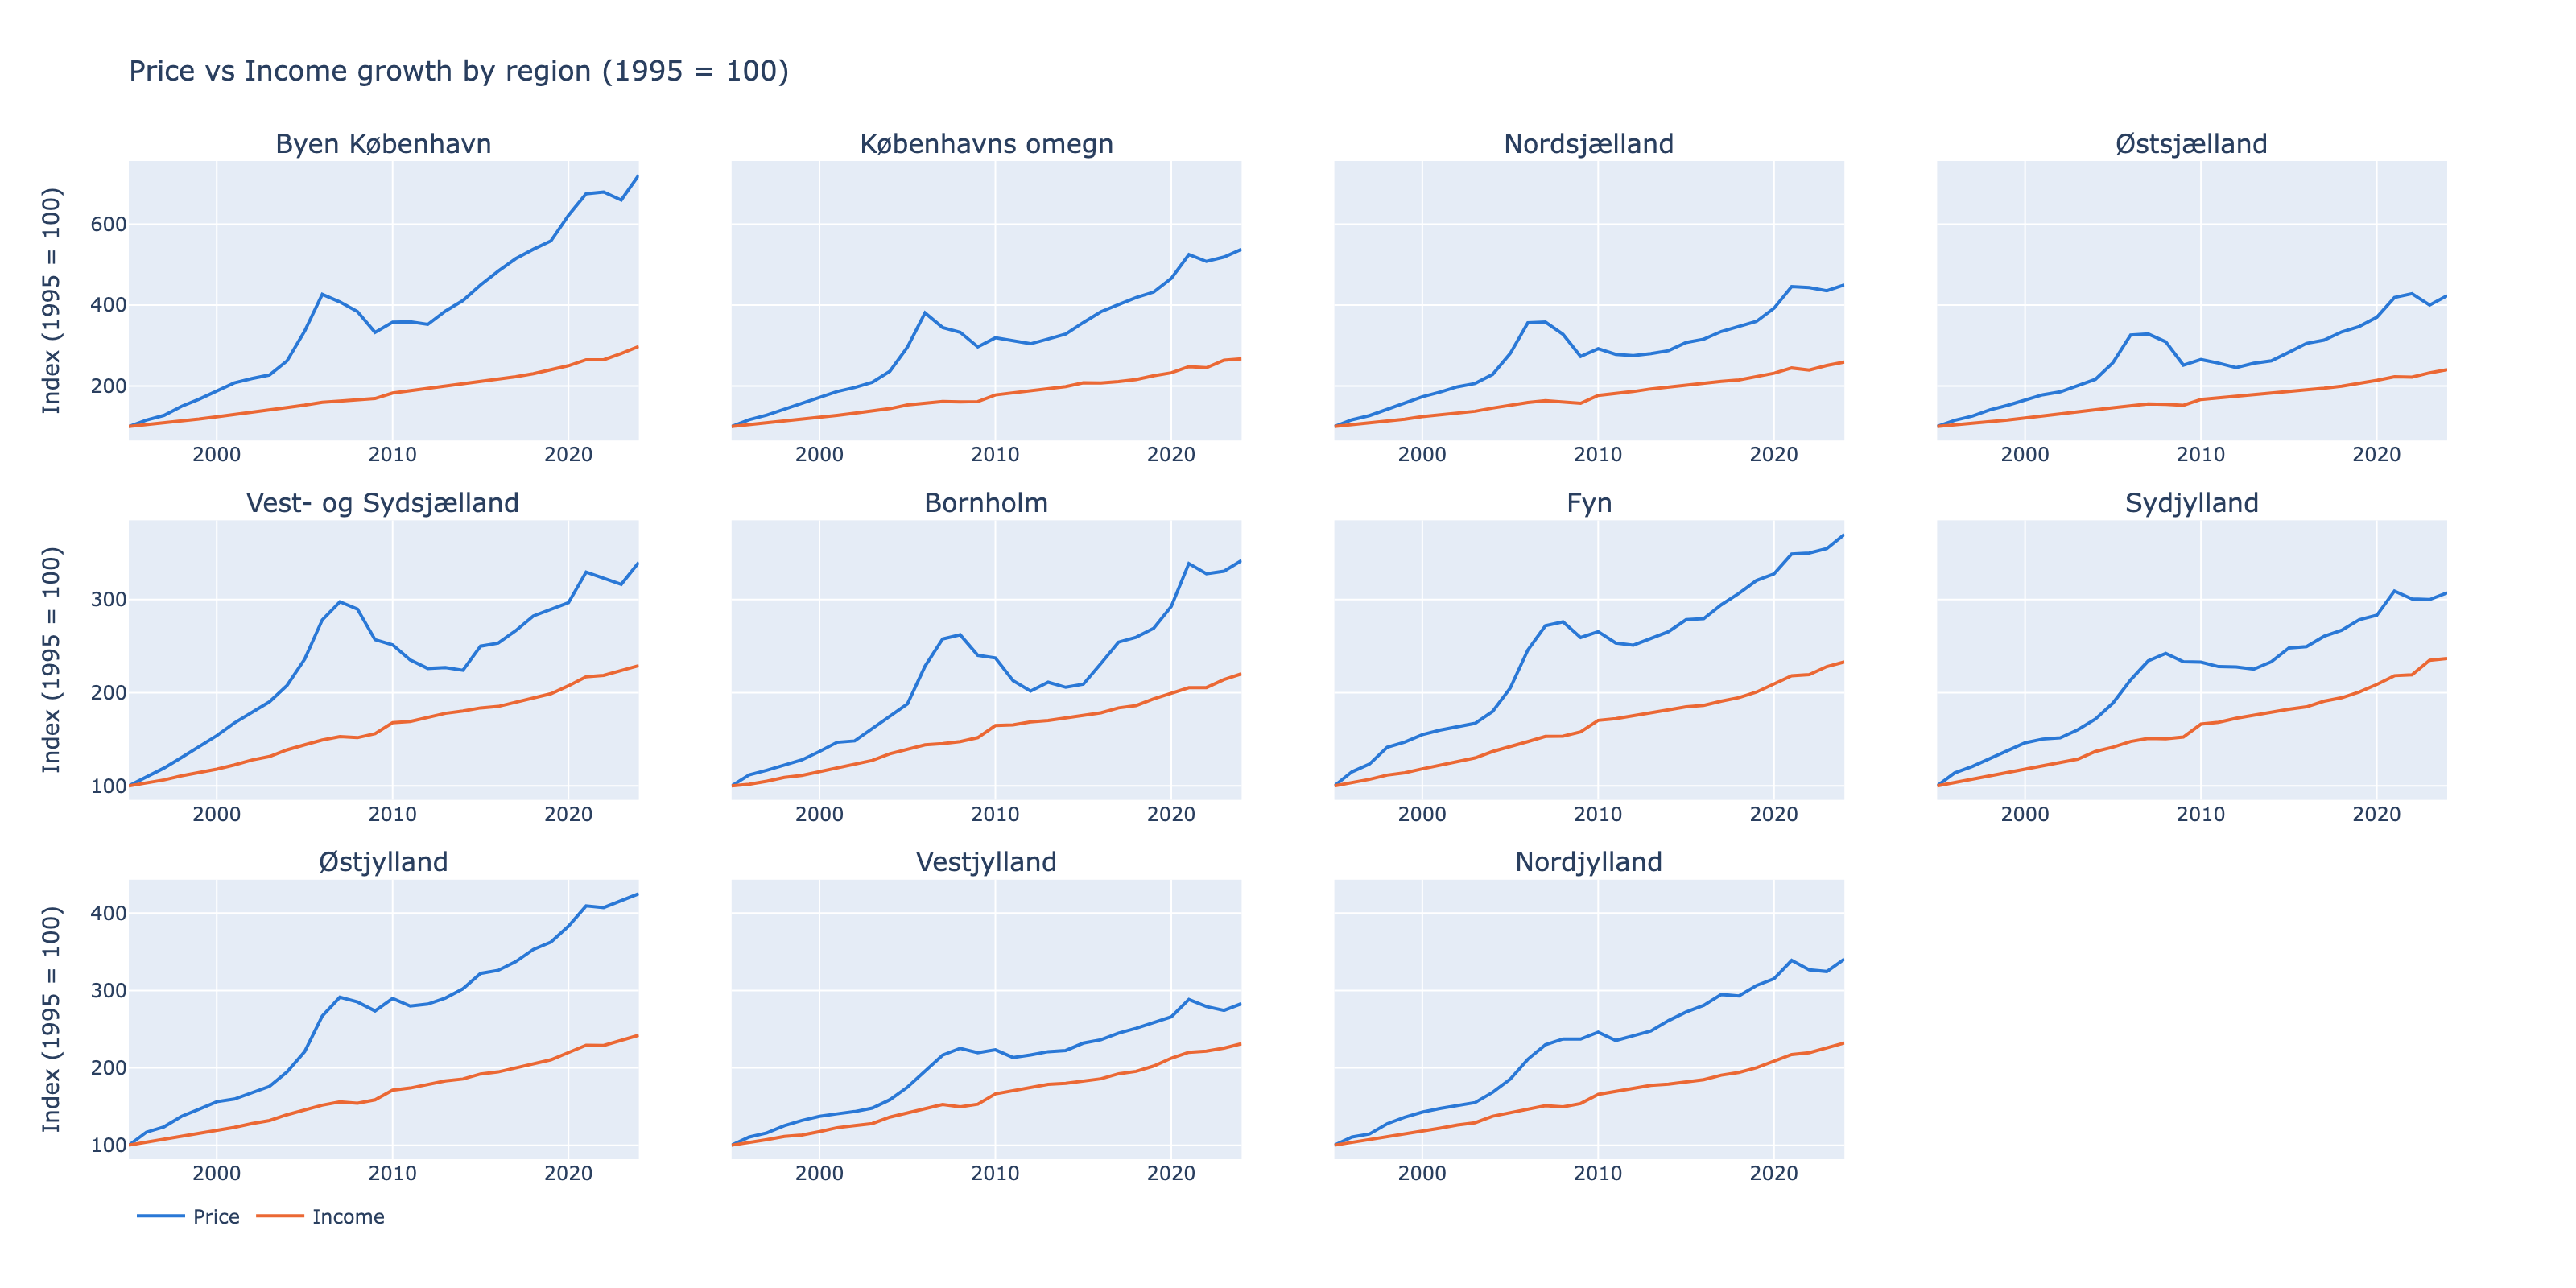 Price vs Income growth by region (1995 = 100)
Byen København
Københavns omegn
Nordsjælland
Østsjælland
Index (1995 = 100)
600
400
200
2000 2010 2020
2000 2010 2020
2000 2010 2020
2000 2010 2020
Vest- og Sydsjælland
Bornholm
Fyn
Sydjylland
Index (1995 = 100)
300
200
100
2000 2010 2020
2000 2010 2020
2000 2010 2020
2000 2010 2020
Østjylland
Vestjylland
Nordjylland
Index (1995 = 100)
400
300
200
100
2000 2010 2020
2000 2010 2020
2000 2010 2020
Price Income